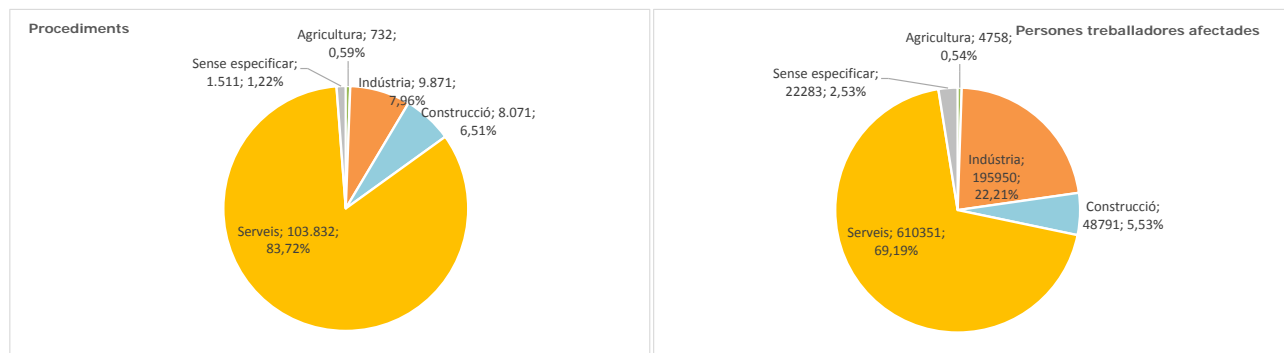 Procediments
Agricultura; 732;
0,59%
Sense especificar;
1.511; 1,22%
Indústria; 9.871;
7,96%
Construcció; 8.071;
6,51%
Serveis; 103.832;
83,72%
Persones treballadores afectades
Agricultura; 4758;
0,54%
Sense especificar;
22283; 2,53%
Indústria;
195950;
22,21%
Construcció;
48791; 5,53%
Serveis; 610351;
69,19%